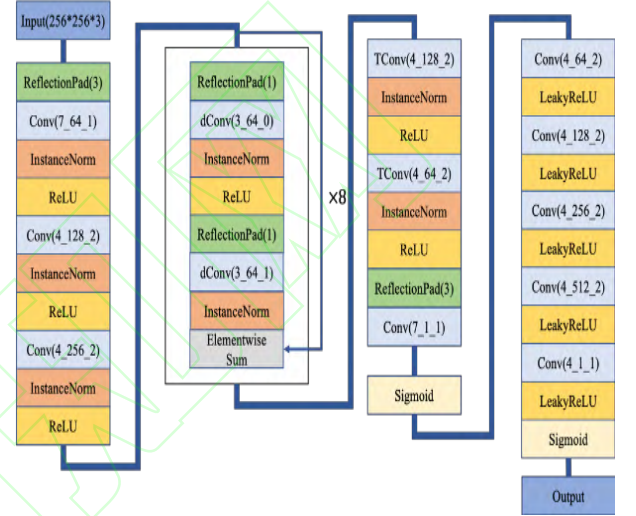 Input(256*256*3)
ReflectionPad(3)
Conv(7_64_1)
InstanceNorm
ReLU
Conv(4_128_2)
InstanceNorm
ReLU
Conv(4_256_2)
InstanceNorm
ReLU
ReflectionPad(1)
dConv(3_64_0)
InstanceNorm
ReLU
ReflectionPad(1)
dConv(3_64_1)
InstanceNorm
Elementwise
Sum
×8
TConv(4_128_2)
InstanceNorm
ReLU
TConv(4_64_2)
InstanceNorm
ReLU
ReflectionPad(3)
Conv(7_1_1)
Sigmoid
Conv(4_64_2)
LeakyReLU
Conv(4_128_2)
LeakyReLU
Conv(4_256_2)
LeakyReLU
Conv(4_512_2)
LeakyReLU
Conv(4_1_1)
LeakyReLU
Sigmoid
Output